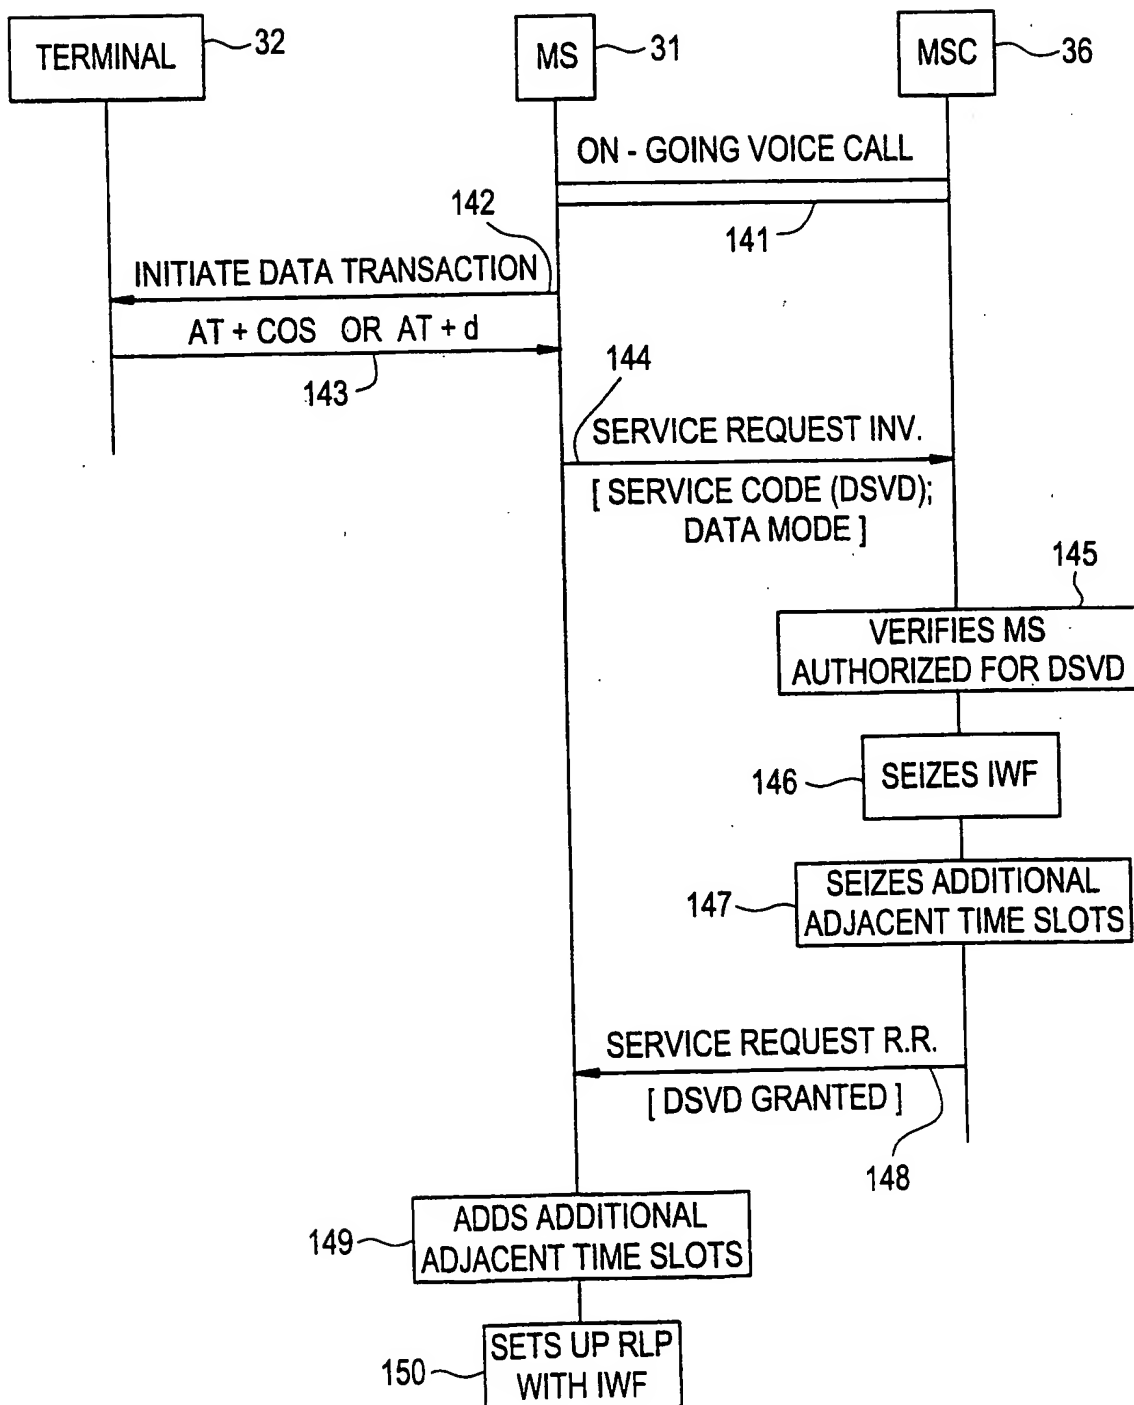 TERMINAL
32
MS
31
MSC
36
ON - GOING VOICE CALL
141
142
INITIATE DATA TRANSACTION
AT + COS OR AT + d
143
144
SERVICE REQUEST INV.
[ SERVICE CODE (DSVD);
DATA MODE ]
145
VERIFIES MS
AUTHORIZED FOR DSVD
146
SEIZES IWF
147
SEIZES ADDITIONAL
ADJACENT TIME SLOTS
SERVICE REQUEST R.R.
[ DSVD GRANTED ]
148
149
ADDS ADDITIONAL
ADJACENT TIME SLOTS
150
SETS UP RLP
WITH IWF